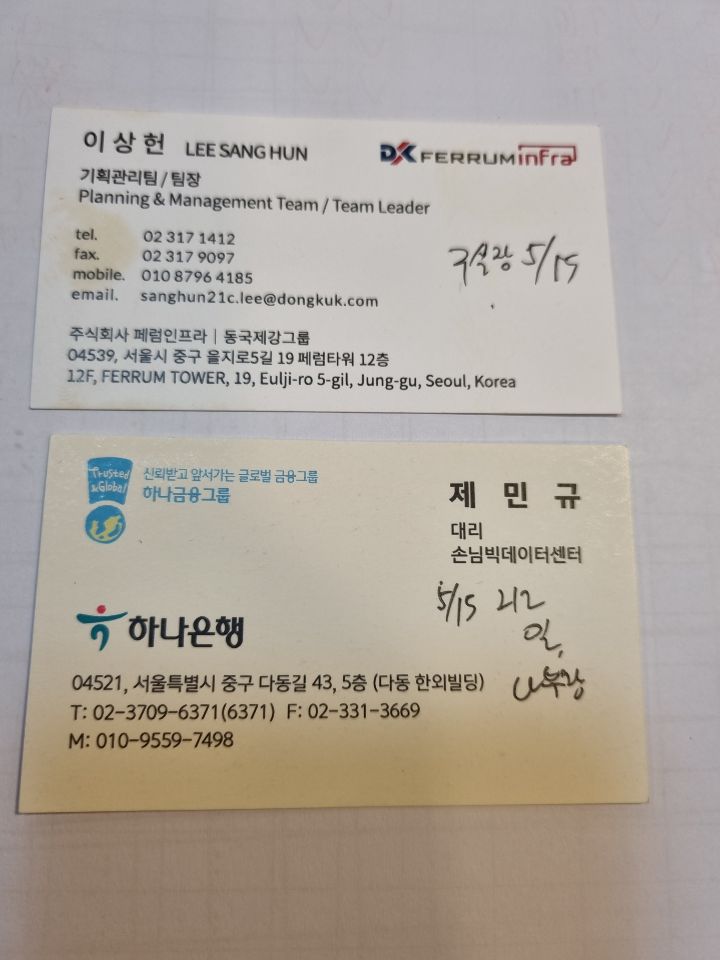 이상헌 LEE SANG HUN
DK FERRUM infra
기획관리팀 / 팀장
Planning & Management Team / Team Leader
tel. 02 317 1412
fax. 02 317 9097
mobile. 010 8796 4185
email. sanghun21c.lee@dongkuk.com
5/15
주식회사 페럼인프라 | 동국제강그룹
04539, 서울시 중구 을지로5길 19 페럼타워 12층
12F, FERRUM TOWER, 19, Eulji-ro 5-gil, Jung-gu, Seoul, Korea
Trusted
& Global
신뢰받고 앞서가는 글로벌 금융그룹
하나금융그룹
제 민 규
대리
손님빅데이터센터
5/15
하나은행
04521, 서울특별시 중구 다동길 43, 5층 (다동 한외빌딩)
T: 02-3709-6371(6371) F: 02-331-3669
M: 010-9559-7498